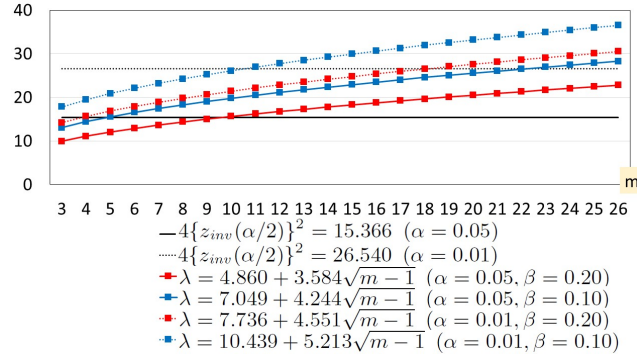 40
30
20
10
0
m
3 4 5 6 7 8 9 10 11 12 13 14 15 16 17 18 19 20 21 22 23 24 25 26
4{z_{inv}(α/2)}^2 = 15.366 (α = 0.05)
4{z_{inv}(α/2)}^2 = 26.540 (α = 0.01)
λ = 4.860 + 3.584√(m − 1) (α = 0.05, β = 0.20)
λ = 7.049 + 4.244√(m − 1) (α = 0.05, β = 0.10)
λ = 7.736 + 4.551√(m − 1) (α = 0.01, β = 0.20)
λ = 10.439 + 5.213√(m − 1) (α = 0.01, β = 0.10)